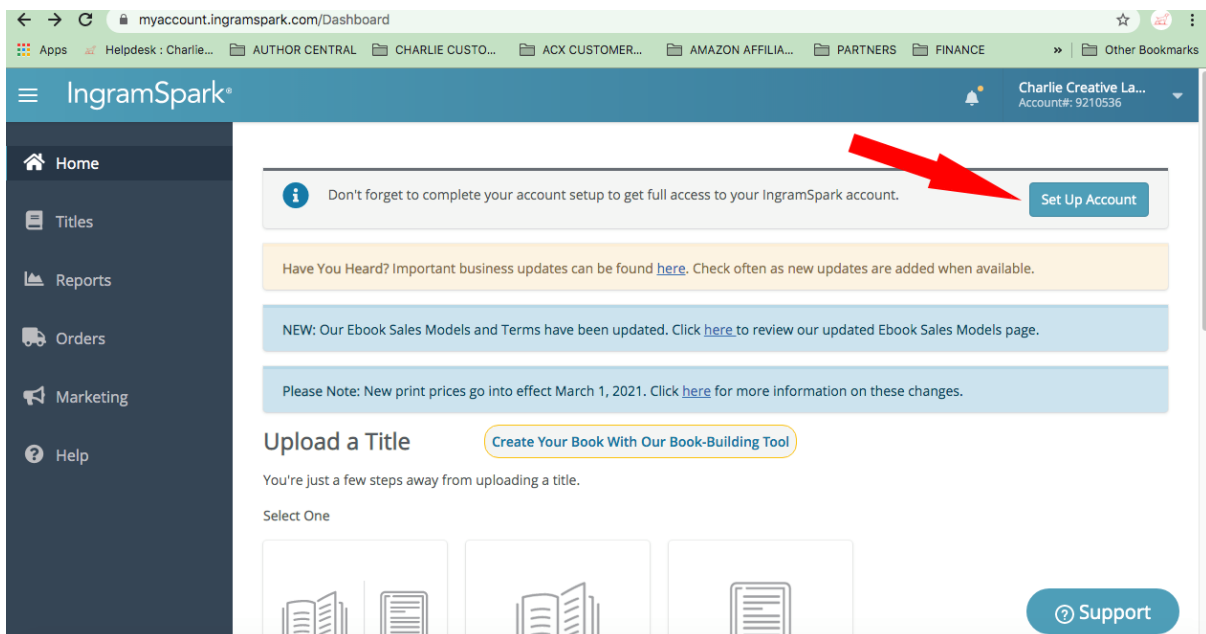 myaccount.ingramspark.com/Dashboard
Apps Helpdesk : Charlie... AUTHOR CENTRAL CHARLIE CUSTO... ACX CUSTOMER... AMAZON AFFILIA... PARTNERS FINANCE » Other Bookmarks
IngramSpark®
Charlie Creative La...
Account#: 9210536
Home
Titles
Reports
Orders
Marketing
Help
Don't forget to complete your account setup to get full access to your IngramSpark account.
Set Up Account
Have You Heard? Important business updates can be found here. Check often as new updates are added when available.
NEW: Our Ebook Sales Models and Terms have been updated. Click here to review our updated Ebook Sales Models page.
Please Note: New print prices go into effect March 1, 2021. Click here for more information on these changes.
Upload a Title Create Your Book With Our Book-Building Tool
You're just a few steps away from uploading a title.
Select One
Support